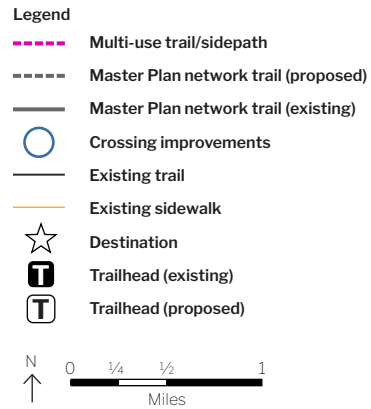 Legend
Multi-use trail/sidepath
Master Plan network trail (proposed)
Master Plan network trail (existing)
Crossing improvements
Existing trail
Existing sidewalk
Destination
T Trailhead (existing)
T Trailhead (proposed)
N 0 ¼ ½ 1
Miles